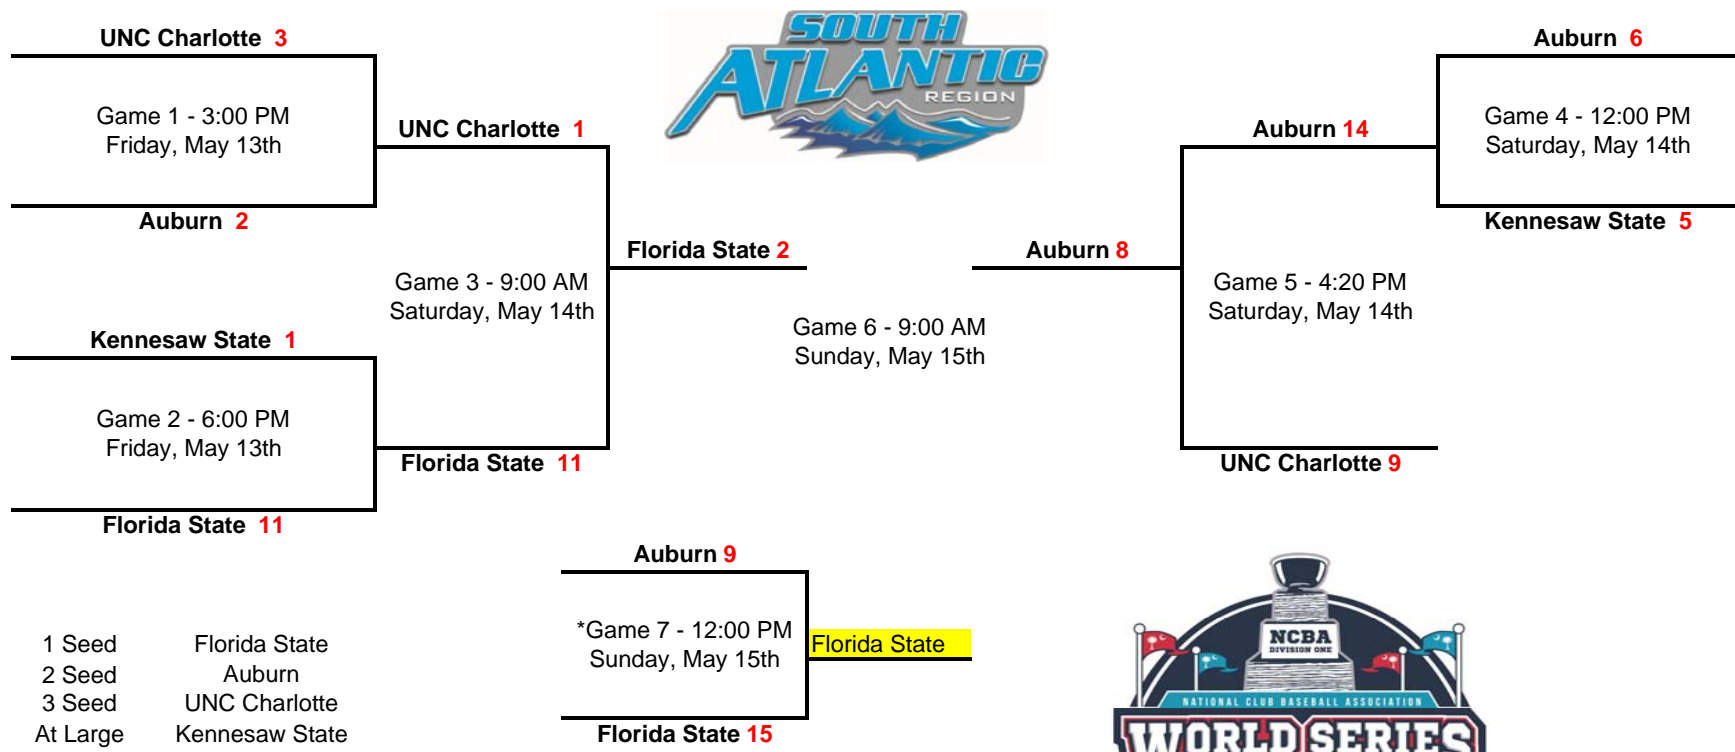 UNC Charlotte 3
Game 1 - 3:00 PM
Friday, May 13th
Auburn 2
Kennesaw State 1
Game 2 - 6:00 PM
Friday, May 13th
Florida State 11
UNC Charlotte 1
Game 3 - 9:00 AM
Saturday, May 14th
Florida State 11
SOUTH
ATLANTIC
REGION
Florida State 2
Game 6 - 9:00 AM
Sunday, May 15th
Auburn 8
Auburn 14
Game 5 - 4:20 PM
Saturday, May 14th
UNC Charlotte 9
Auburn 6
Game 4 - 12:00 PM
Saturday, May 14th
Kennesaw State 5
Auburn 9
*Game 7 - 12:00 PM
Sunday, May 15th
Florida State 15
Florida State
1 Seed Florida State
2 Seed Auburn
3 Seed UNC Charlotte
At Large Kennesaw State
NCBA
DIVISION ONE
NATIONAL CLUB BASEBALL ASSOCIATION
WORLD SERIES